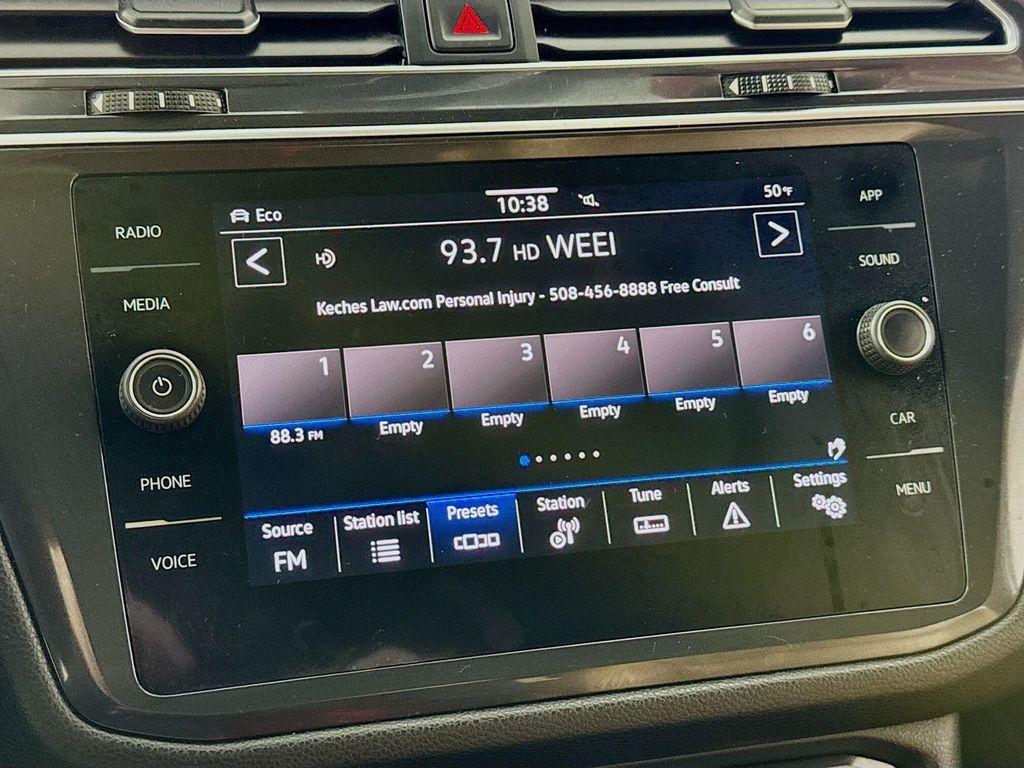 RADIO
MEDIA
PHONE
VOICE
Eco
10:38
50°F
< HD >
93.7 HD WEEI
Keches Law.com Personal Injury - 508-456-8888 Free Consult
1 2 3 4 5 6
88.3 FM Empty Empty Empty Empty Empty
Source Station list Presets Station Tune Alerts Settings
FM
APP
SOUND
CAR
MENU